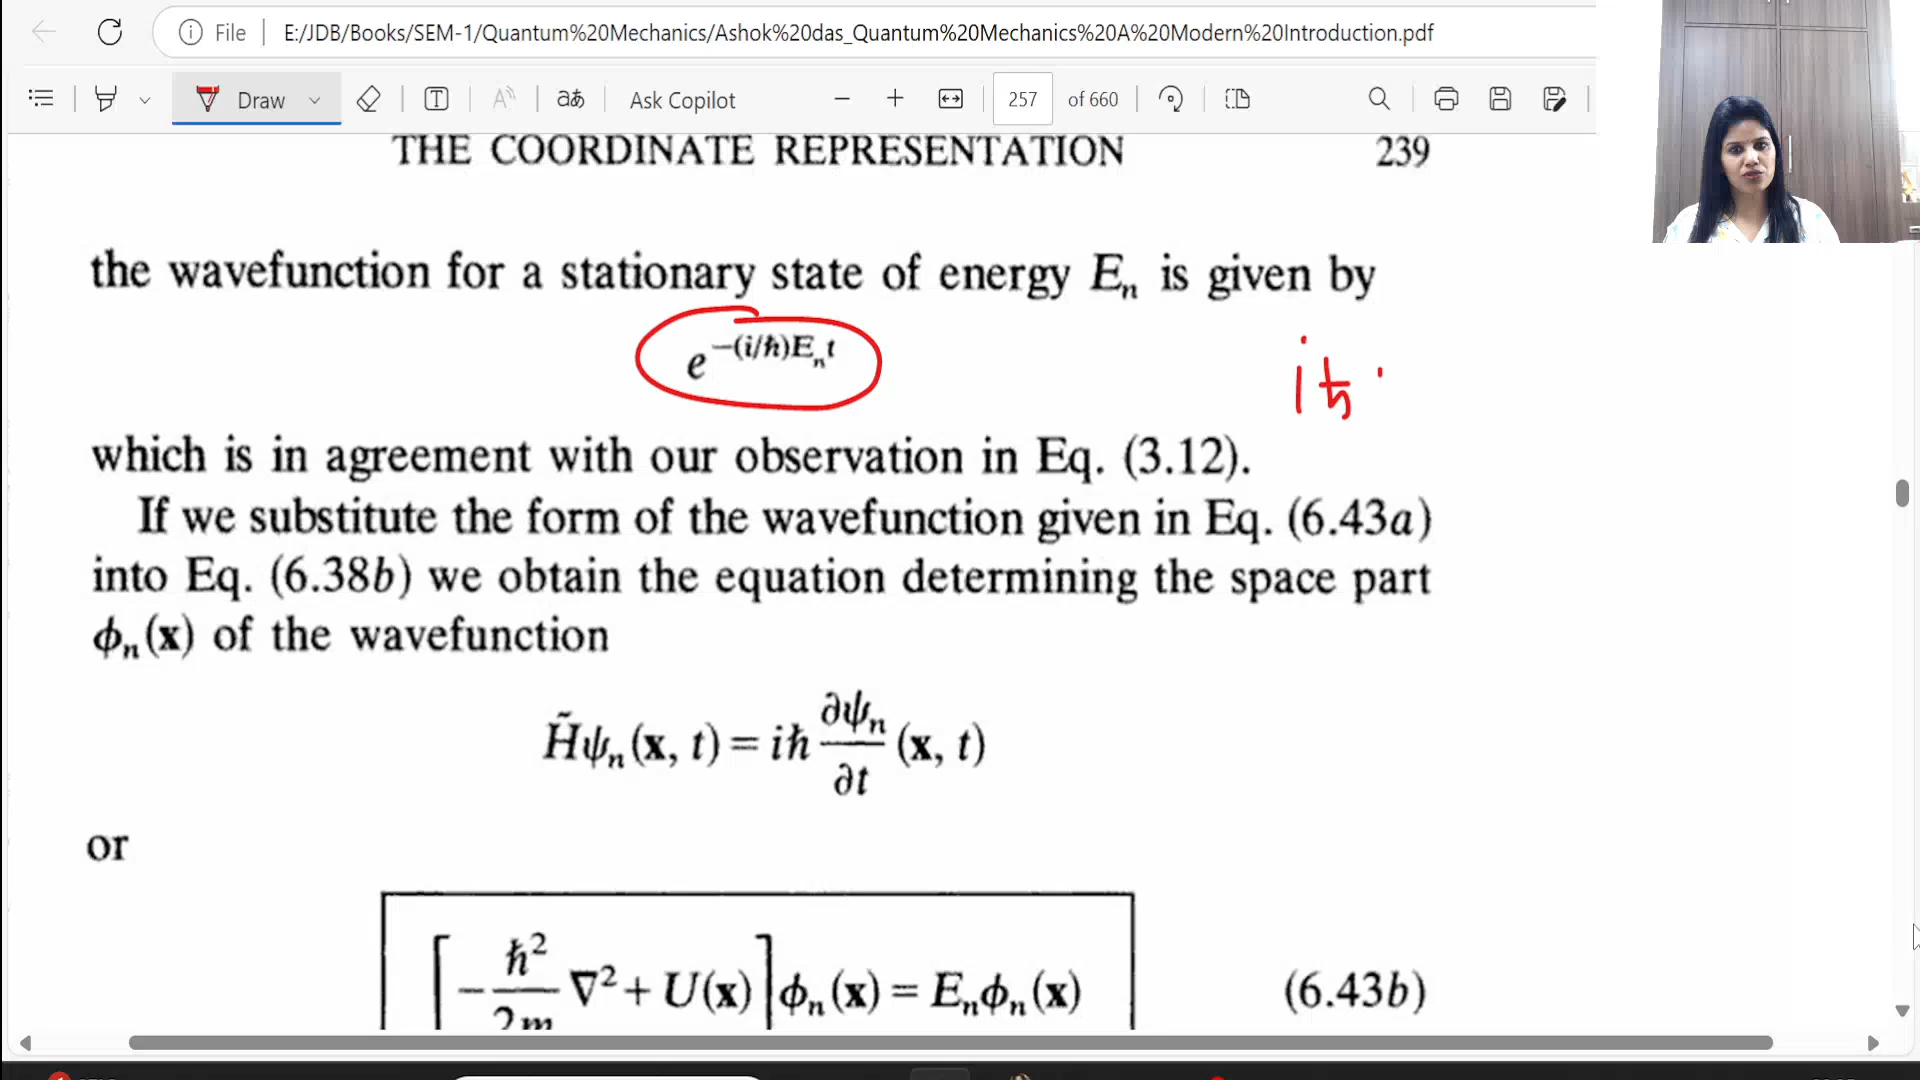 File E:/JDB/Books/SEM-1/Quantum%20Mechanics/Ashok%20das_Quantum%20Mechanics%20A%20Modern%20Introduction.pdf
Draw aあ Ask Copilot 257 of 660
THE COORDINATE REPRESENTATION 239
the wavefunction for a stationary state of energy Eₙ is given by
e^{−(i/ħ)Eₙt}
iħ
which is in agreement with our observation in Eq. (3.12).
If we substitute the form of the wavefunction given in Eq. (6.43a)
into Eq. (6.38b) we obtain the equation determining the space part
ϕₙ(x) of the wavefunction
H̃ψₙ(x, t) = iħ ∂ψₙ/∂t (x, t)
or
[−ħ²/2m ∇² + U(x)]ϕₙ(x) = Eₙϕₙ(x) (6.43b)